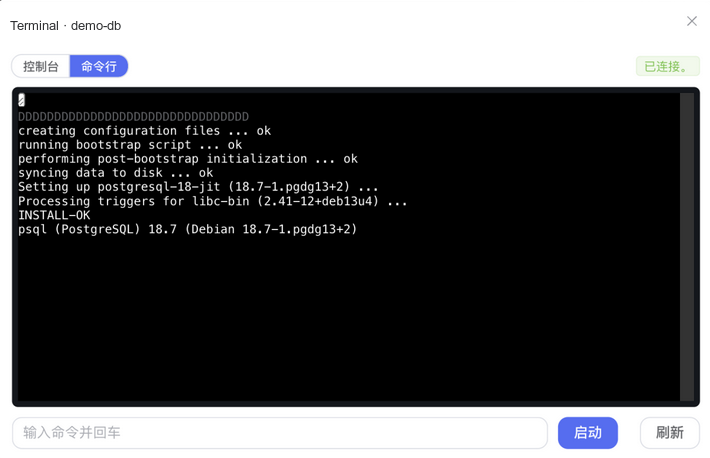 Terminal · demo-db
控制台 命令行
已连接。
DDDDDDDDDDDDDDDDDDDDDDDDDDDDDDDD
creating configuration files ... ok
running bootstrap script ... ok
performing post-bootstrap initialization ... ok
syncing data to disk ... ok
Setting up postgresql-18-jit (18.7-1.pgdg13+2) ...
Processing triggers for libc-bin (2.41-12+deb13u4) ...
INSTALL-OK
psql (PostgreSQL) 18.7 (Debian 18.7-1.pgdg13+2)
输入命令并回车
启动
刷新